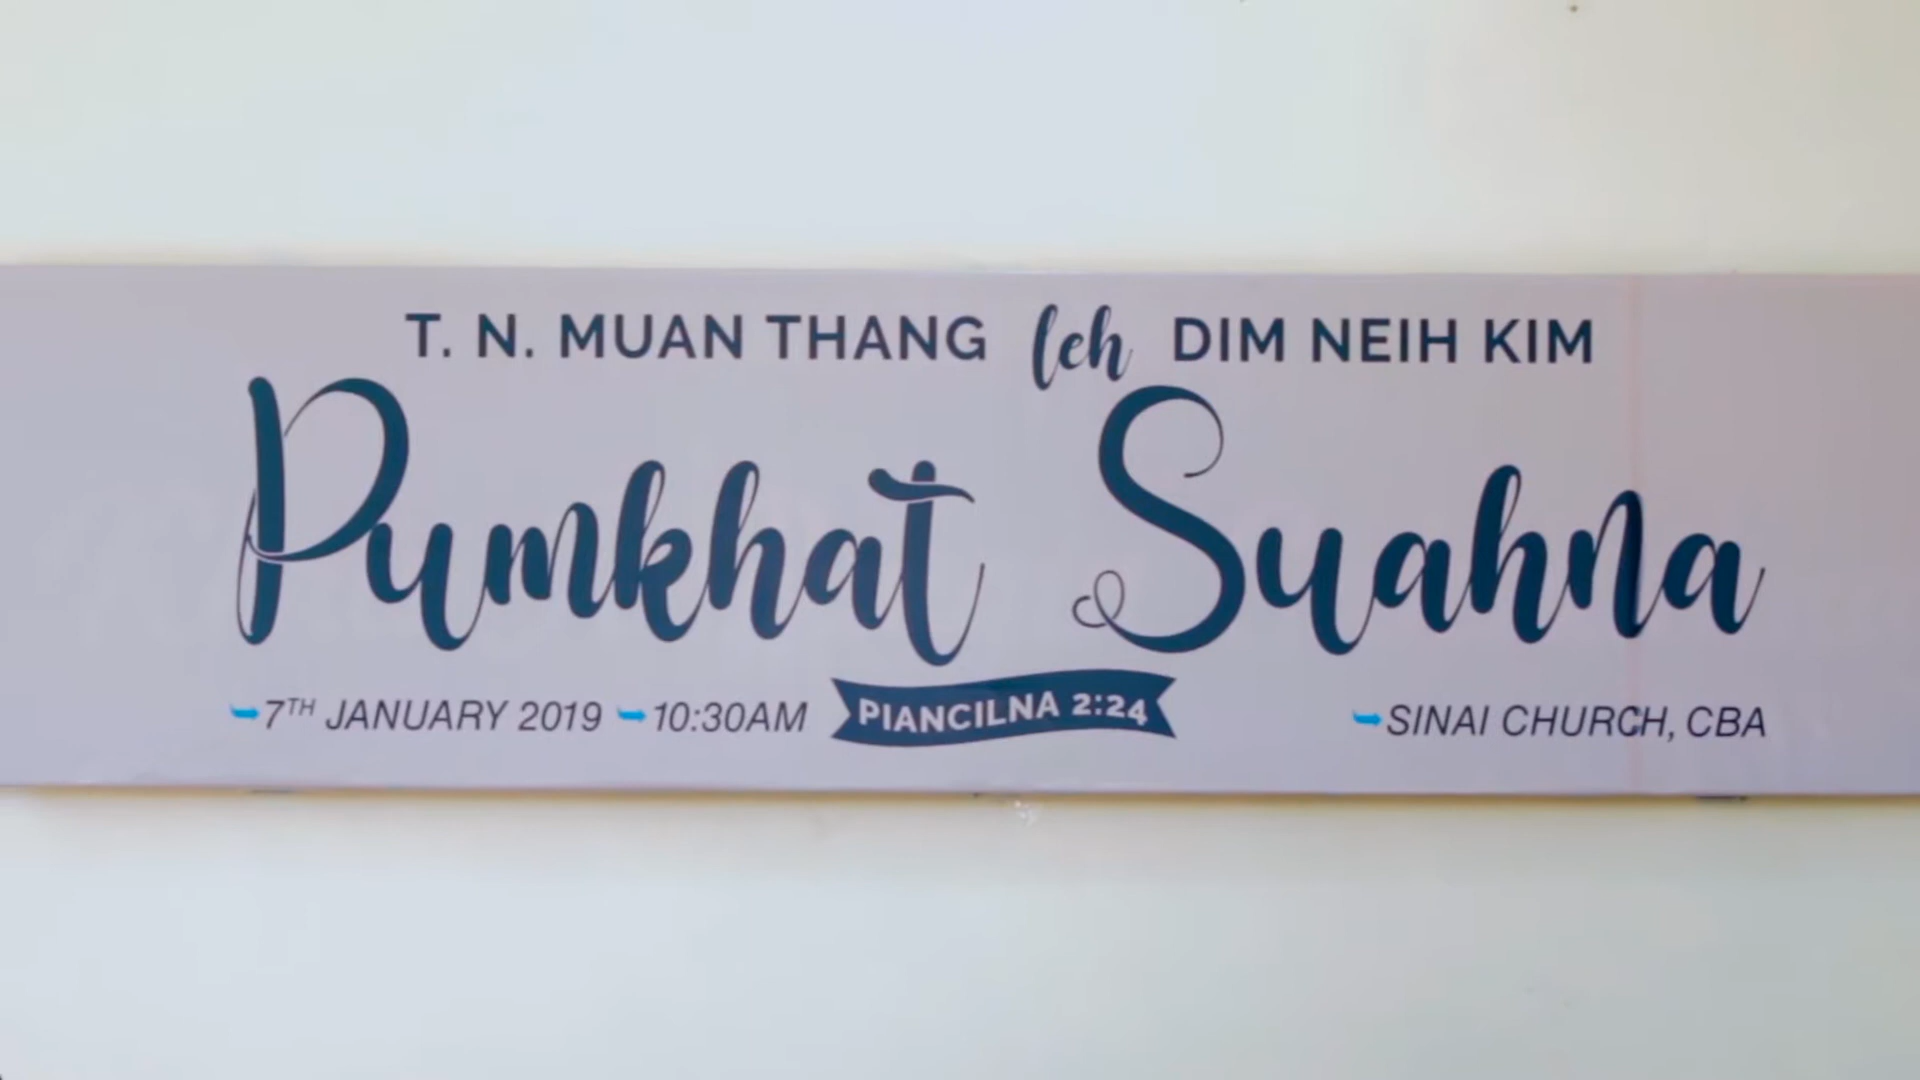 T. N. MUAN THANG leh DIM NEIH KIM
Pumkhat Suahna
7TH JANUARY 2019 10:30AM PIANCILNA 2:24 SINAI CHURCH, CBA